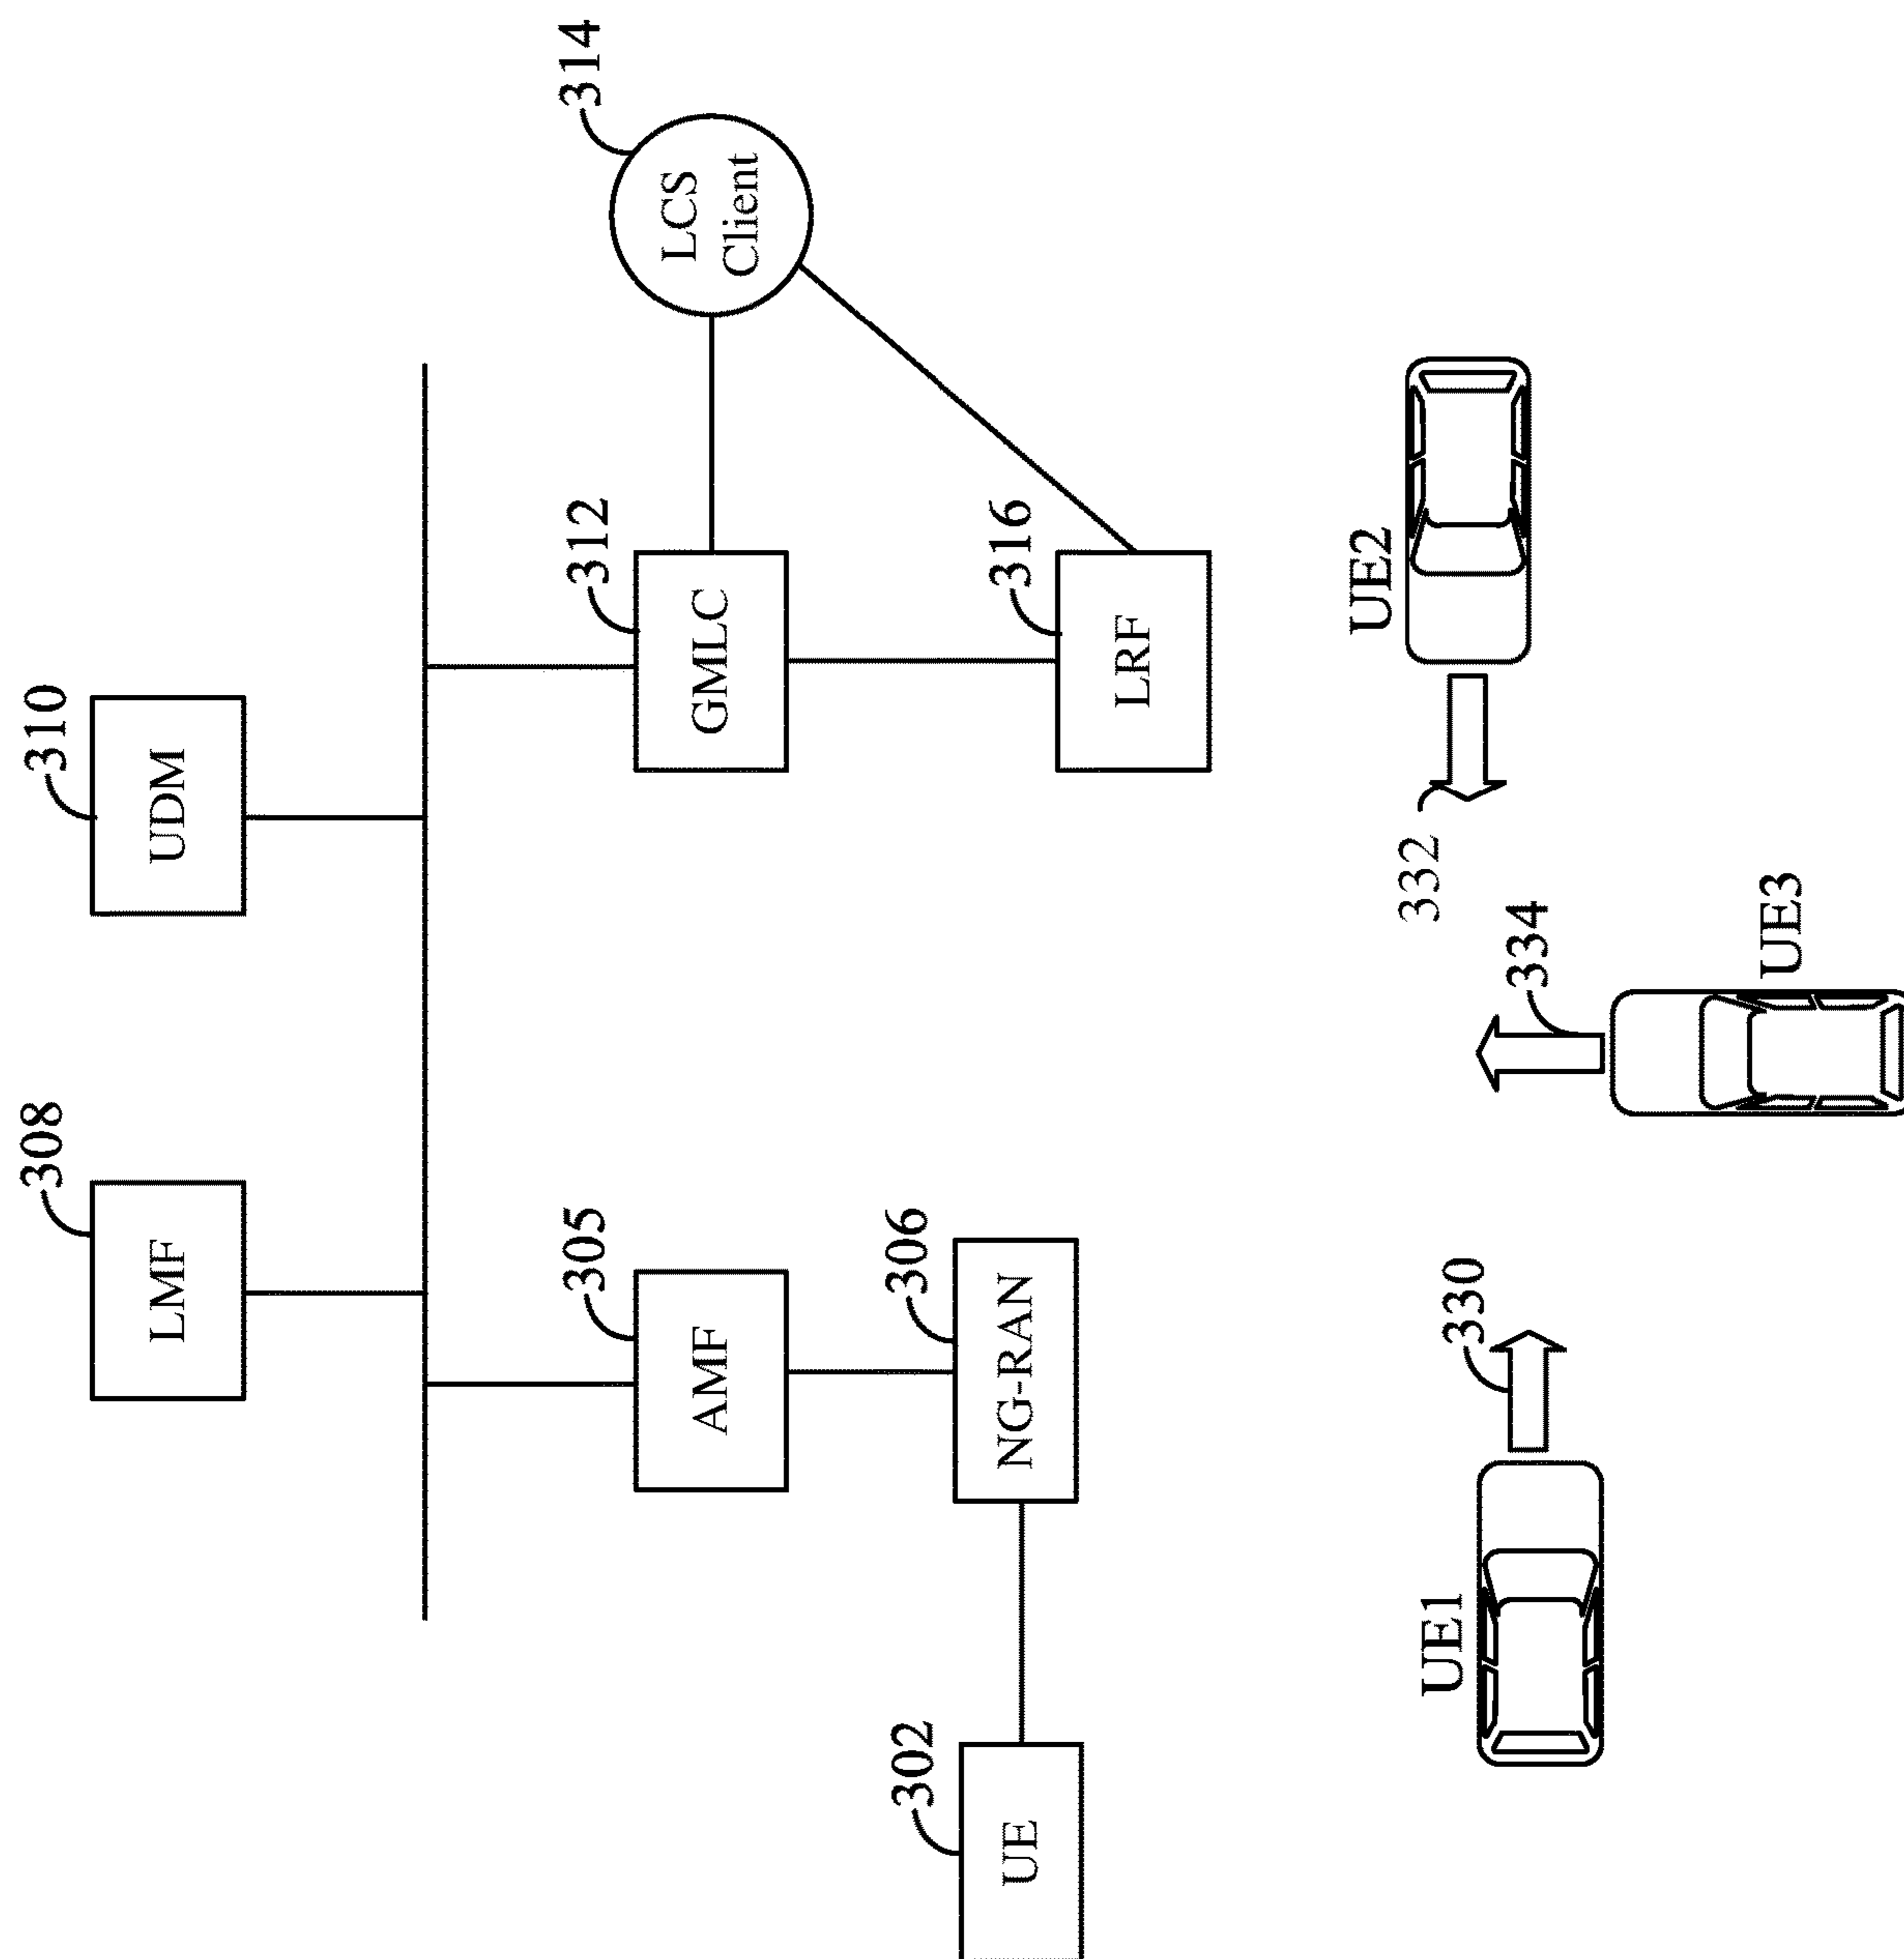 308
LMF
310
UDM
305
AMF
312
GMLC
314
LCS
Client
302
UE
306
NG-RAN
316
LRF
UE1
330
UE2
332
334
UE3